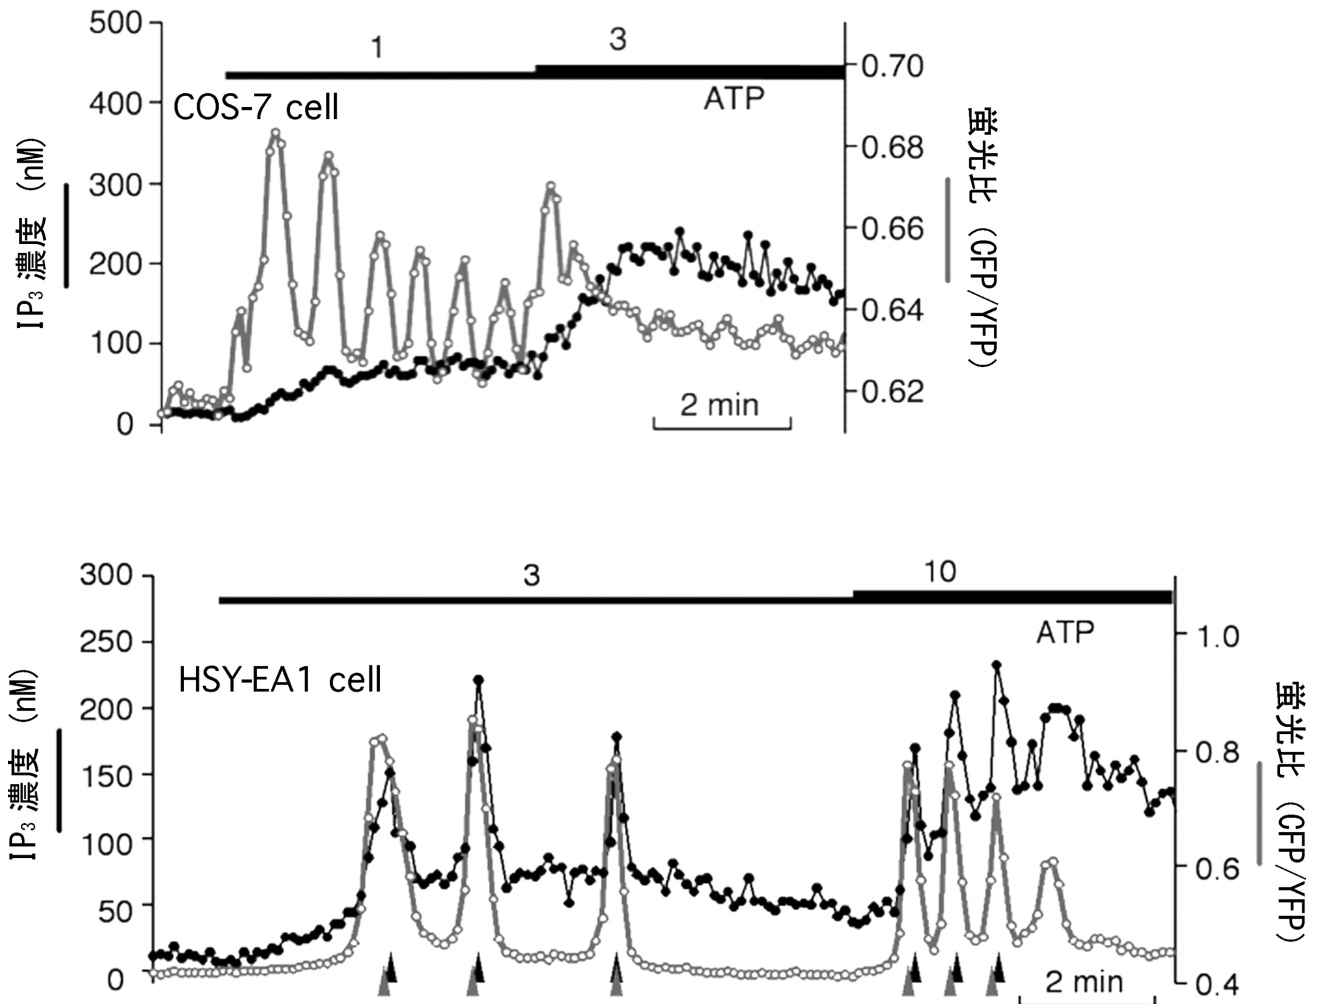 500
400
300
200
100
0
IP₃ 濃度 (nM)
1
3
ATP
COS-7 cell
2 min
0.70
0.68
0.66
0.64
0.62
蛍光比 (CFP/YFP)
300
250
200
150
100
50
0
IP₃ 濃度 (nM)
3
10
ATP
HSY-EA1 cell
2 min
1.0
0.8
0.6
0.4
蛍光比 (CFP/YFP)